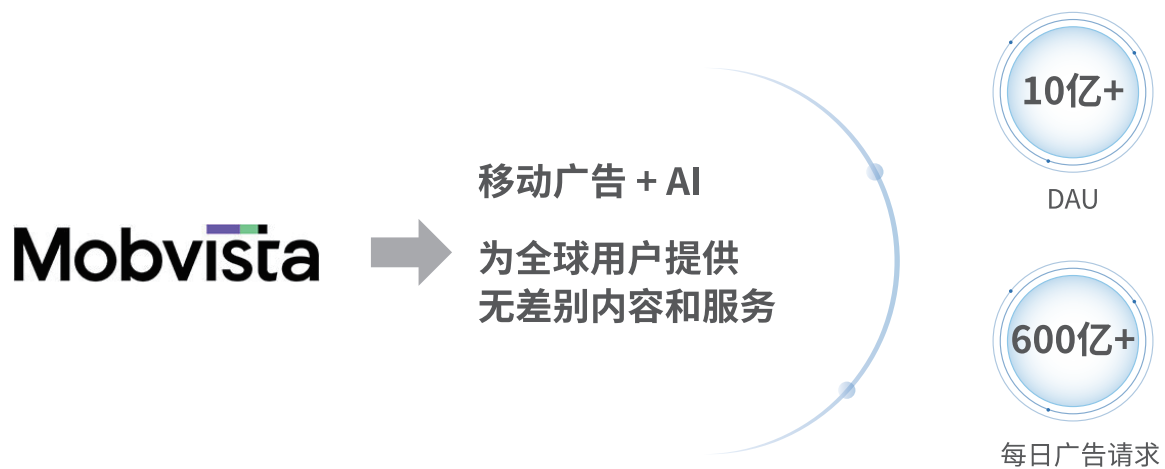 Mobvista
移动广告 + AI
为全球用户提供
无差别内容和服务
10亿+
DAU
600亿+
每日广告请求